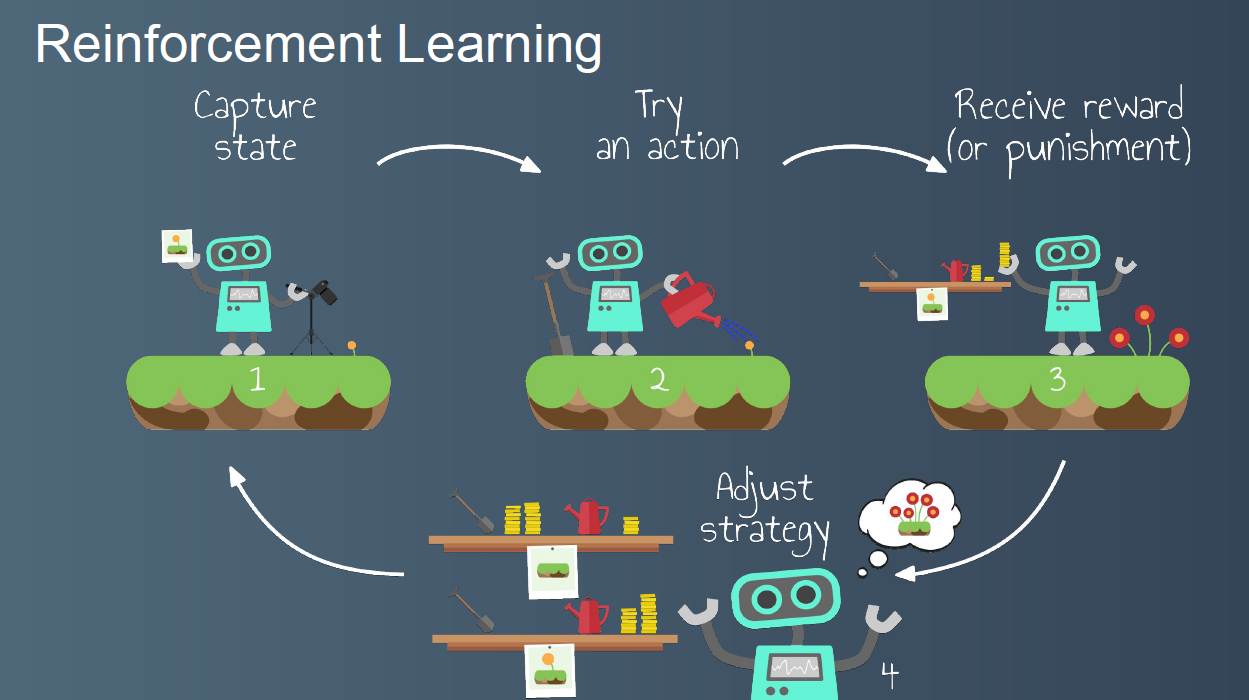 Reinforcement Learning
Capture
state
Try
an action
Receive reward
(or punishment)
1
2
3
Adjust
strategy
4